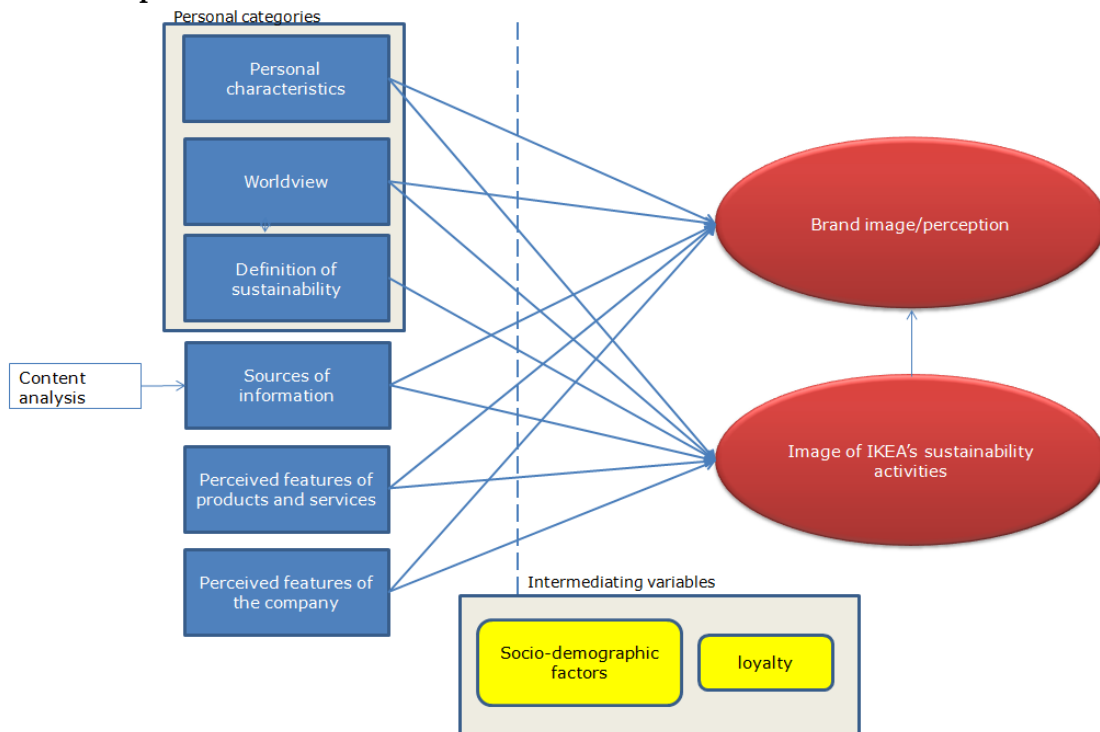 Personal categories
Personal
characteristics
Worldview
Definition of
sustainability
Content
analysis
Sources of
information
Perceived features of
products and services
Perceived features of
the company
Brand image/perception
Image of IKEA’s sustainability
activities
Intermediating variables
Socio-demographic
factors
loyalty